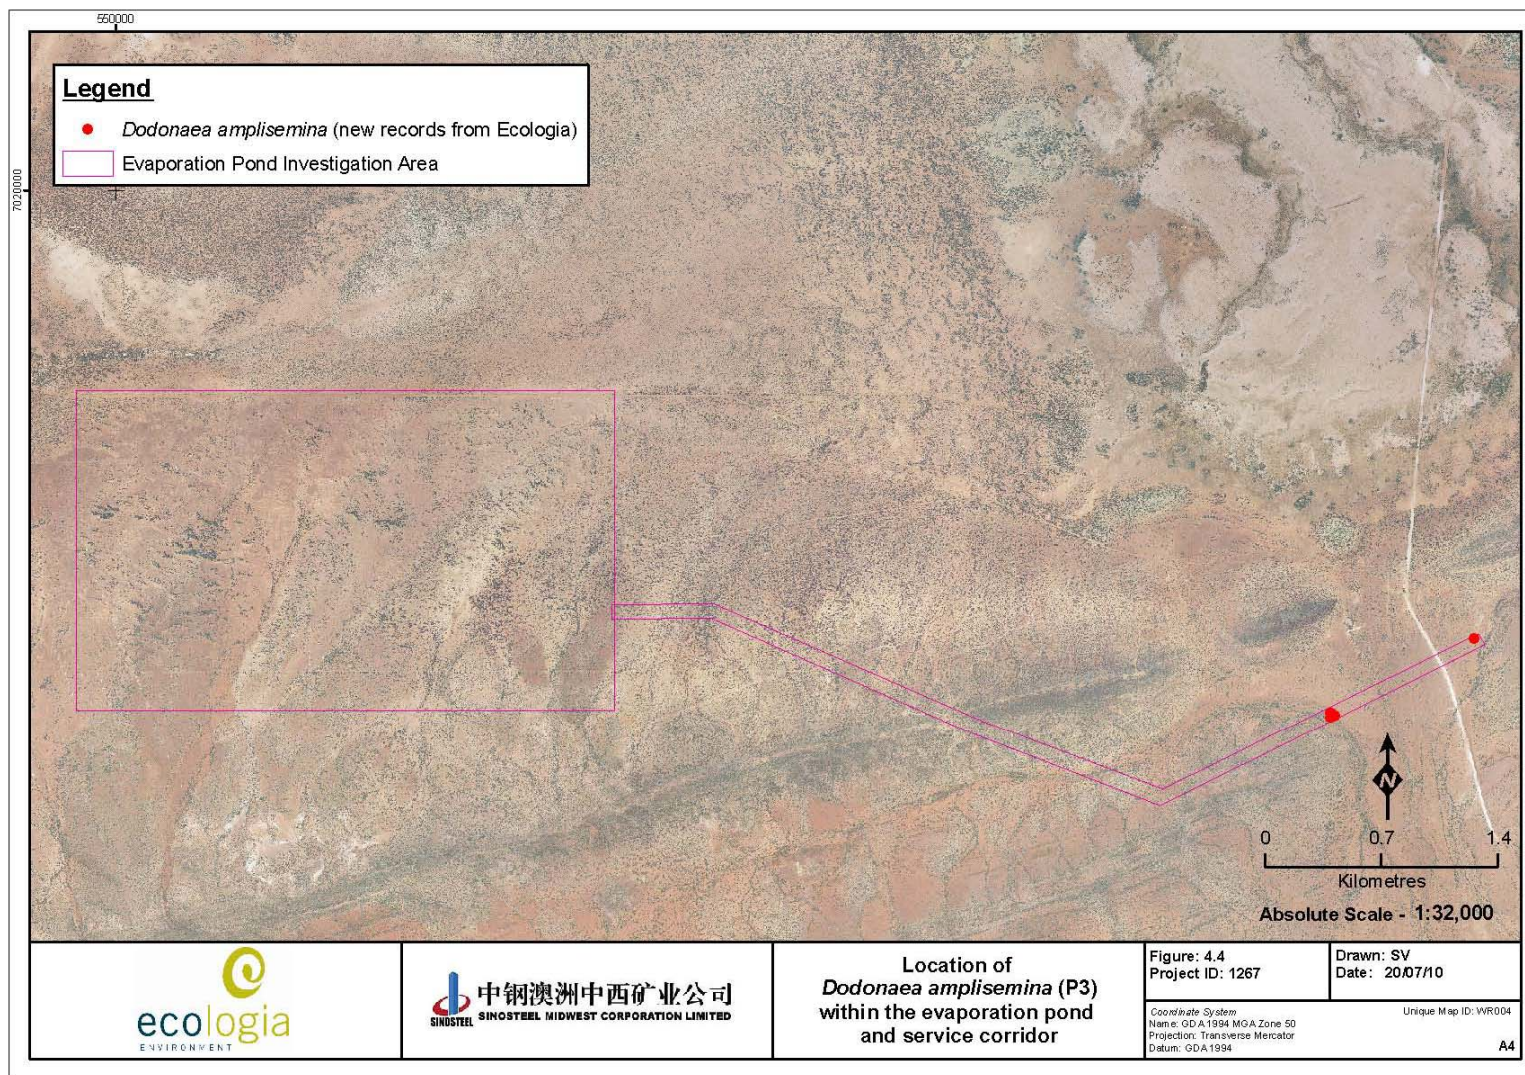 550000
7020000
Legend
Dodonaea amplisemina (new records from Ecologia)
Evaporation Pond Investigation Area
N
0 0.7 1.4
Kilometres
Absolute Scale - 1:32,000
ecologia
ENVIRONMENT
SINOSTEEL
中钢澳洲中西矿业公司
SINOSTEEL MIDWEST CORPORATION LIMITED
Location of
Dodonaea amplisemina (P3)
within the evaporation pond
and service corridor
Figure: 4.4
Project ID: 1267
Drawn: SV
Date: 20/07/10
Coordinate System
Name: GDA 1994 MGA Zone 50
Projection: Transverse Mercator
Datum: GDA 1994
Unique Map ID: WR004
A4